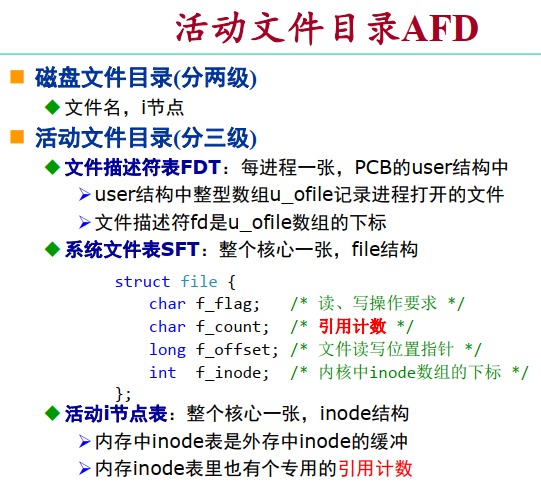 活动文件目录AFD
磁盘文件目录(分两级)
文件名，i节点
活动文件目录(分三级)
文件描述符表FDT：每进程一张，PCB的user结构中
user结构中整型数组u_ofile记录进程打开的文件
文件描述符fd是u_ofile数组的下标
系统文件表SFT：整个核心一张，file结构
struct file {
char f_flag; /* 读、写操作要求 */
char f_count; /* 引用计数 */
long f_offset; /* 文件读写位置指针 */
int f_inode; /* 内核中inode数组的下标 */
};
活动i节点表：整个核心一张，inode结构
内存中inode表是外存中inode的缓冲
内存inode表里也有个专用的引用计数